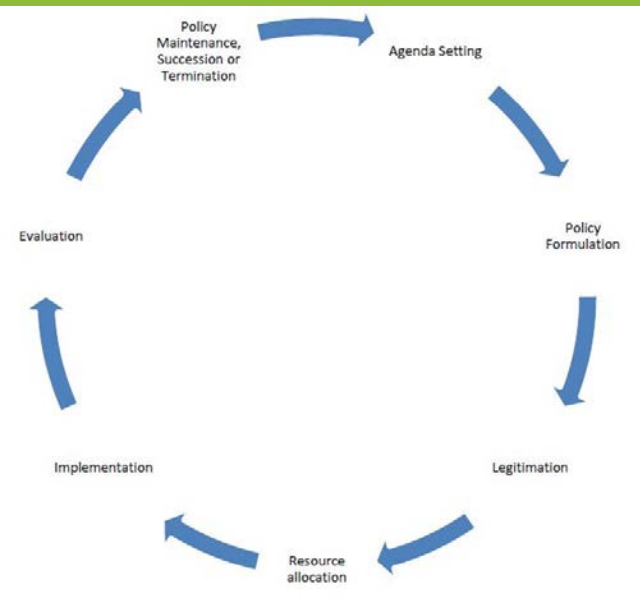 Policy
Maintenance,
Succession or
Termination
Agenda Setting
Policy
Formulation
Legitimation
Resource
allocation
Implementation
Evaluation